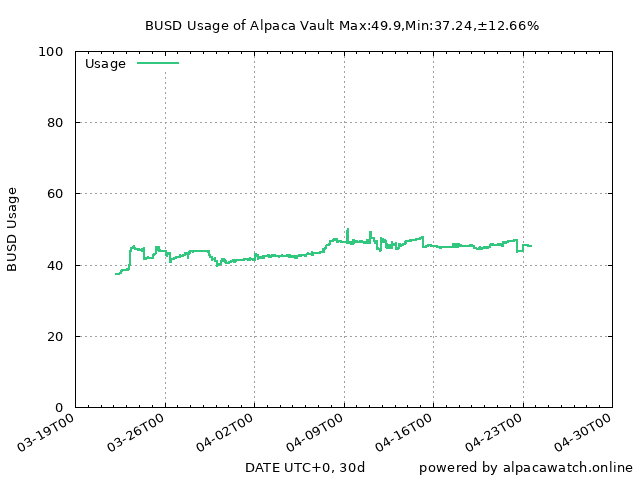 BUSD Usage of Alpaca Vault Max:49.9,Min:37.24,±12.66%
Usage
100
80
60
40
20
0
BUSD Usage
03-19T00 03-26T00 04-02T00 04-09T00 04-16T00 04-23T00 04-30T00
DATE UTC+0, 30d powered by alpacawatch.online